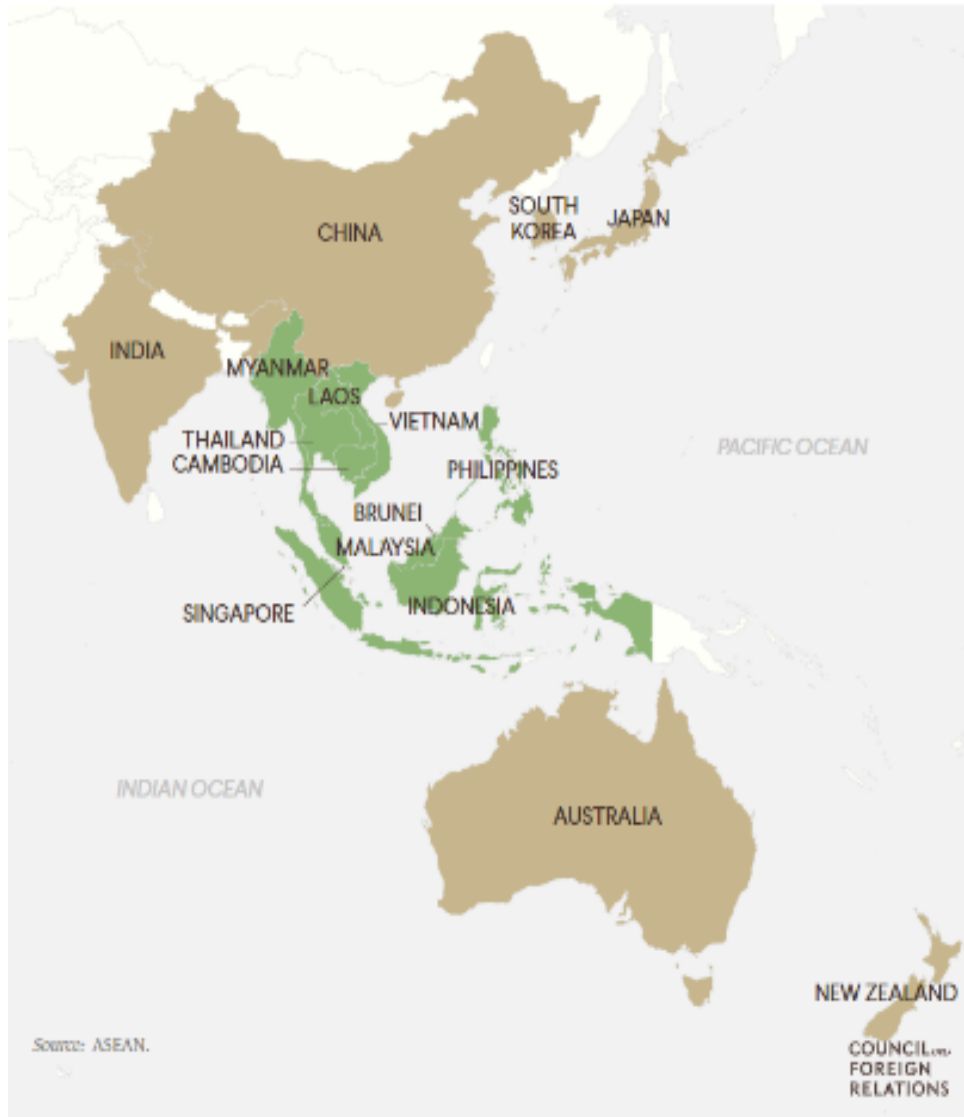 SOUTH
KOREA
JAPAN
CHINA
INDIA
MYANMAR
LAOS
VIETNAM
THAILAND
CAMBODIA
PACIFIC OCEAN
PHILIPPINES
BRUNEI
MALAYSIA
SINGAPORE
INDONESIA
INDIAN OCEAN
AUSTRALIA
NEW ZEALAND
Source: ASEAN.
COUNCIL on
FOREIGN
RELATIONS